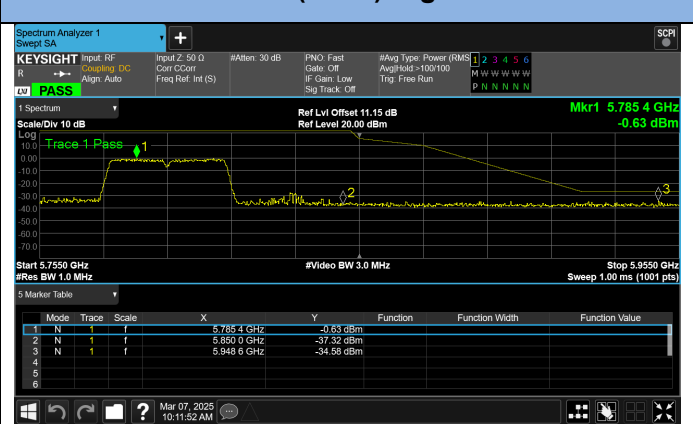 Spectrum Analyzer 1
Swept SA
SCPI
KEYSIGHT
R
LXI PASS
Input: RF
Coupling: DC
Align: Auto
Input Z: 50 Ω
Corr CCorr
Freq Ref: Int (S)
#Atten: 30 dB
PNO: Fast
Gate: Off
IF Gain: Low
Sig Track: Off
#Avg Type: Power (RMS
Avg|Hold:>100/100
Trig: Free Run
1 2 3 4 5 6
M W W W W W
P N N N N N
1 Spectrum
Scale/Div 10 dB
Ref Lvl Offset 11.15 dB
Ref Level 20.00 dBm
Mkr1 5.785 4 GHz
-0.63 dBm
Log
Trace 1 Pass
1
2
3
10.0
0.00
-10.0
-20.0
-30.0
-40.0
-50.0
-60.0
-70.0
Start 5.7550 GHz
#Video BW 3.0 MHz
Stop 5.9550 GHz
#Res BW 1.0 MHz
Sweep 1.00 ms (1001 pts)
5 Marker Table
Mode Trace Scale X Y Function Function Width Function Value
1 N 1 f 5.785 4 GHz -0.63 dBm
2 N 1 f 5.850 0 GHz -37.32 dBm
3 N 1 f 5.948 6 GHz -34.58 dBm
4
5
6
?
Mar 07, 2025
10:11:52 AM